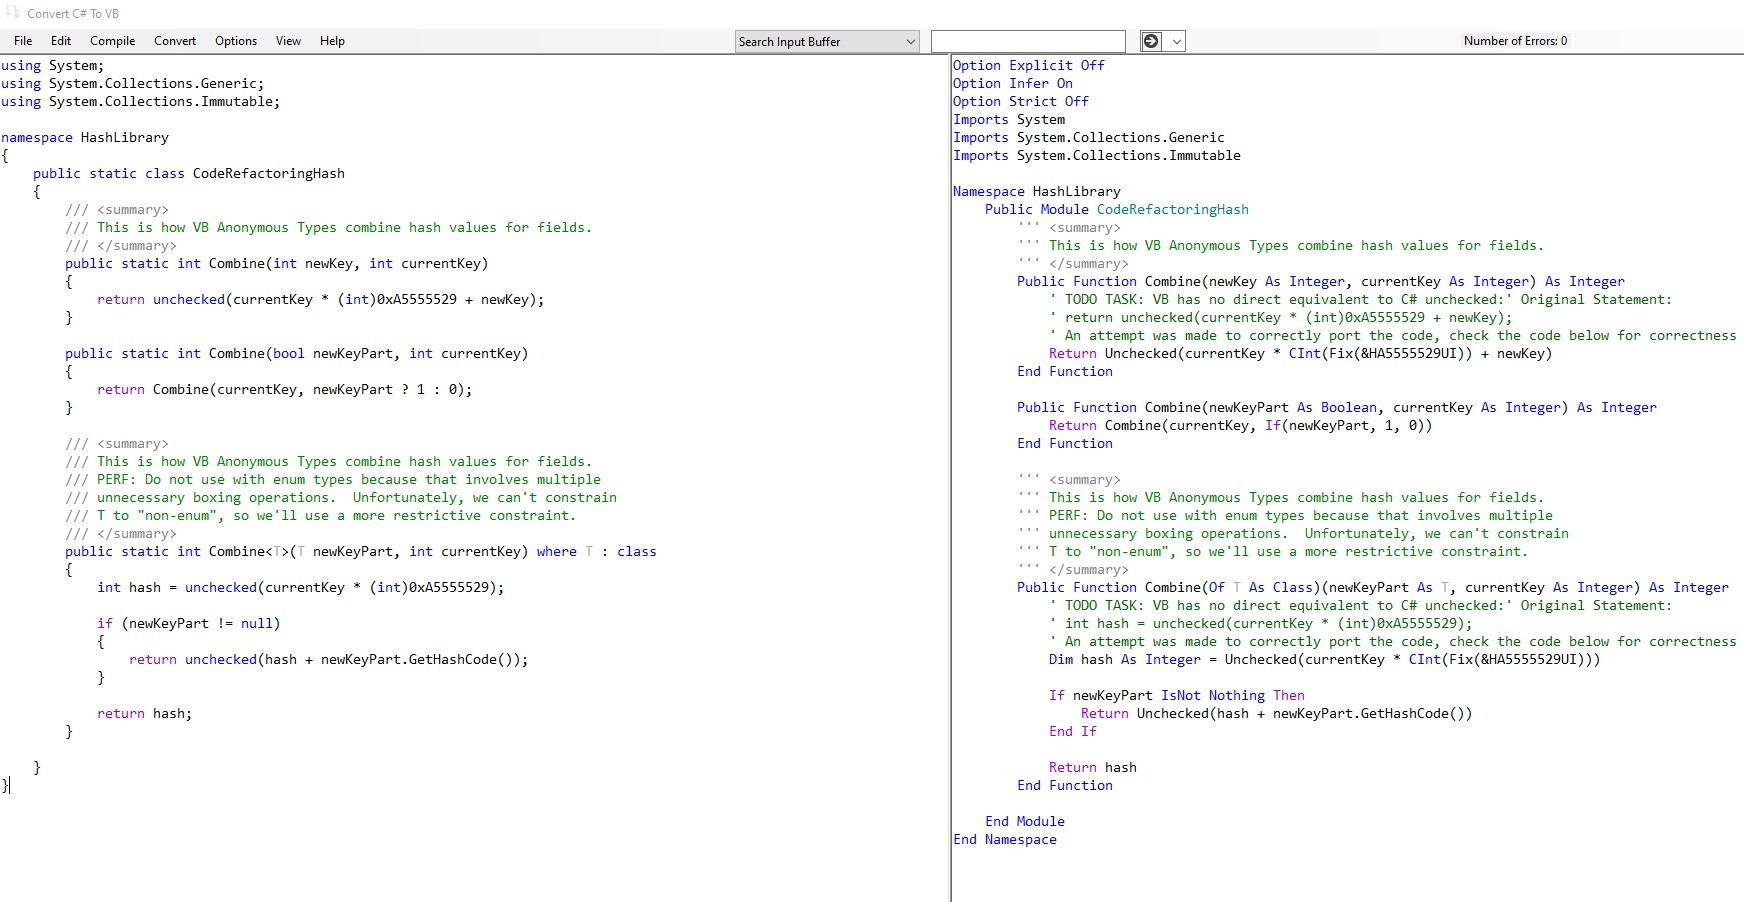 Convert C# To VB
File Edit Compile Convert Options View Help Search Input Buffer Number of Errors: 0
using System;
using System.Collections.Generic;
using System.Collections.Immutable;

namespace HashLibrary
{
    public static class CodeRefactoringHash
    {
        /// <summary>
        /// This is how VB Anonymous Types combine hash values for fields.
        /// </summary>
        public static int Combine(int newKey, int currentKey)
        {
            return unchecked(currentKey * (int)0xA5555529 + newKey);
        }

        public static int Combine(bool newKeyPart, int currentKey)
        {
            return Combine(currentKey, newKeyPart ? 1 : 0);
        }

        /// <summary>
        /// This is how VB Anonymous Types combine hash values for fields.
        /// PERF: Do not use with enum types because that involves multiple
        /// unnecessary boxing operations.  Unfortunately, we can't constrain
        /// T to "non-enum", so we'll use a more restrictive constraint.
        /// </summary>
        public static int Combine<T>(T newKeyPart, int currentKey) where T : class
        {
            int hash = unchecked(currentKey * (int)0xA5555529);

            if (newKeyPart != null)
            {
                return unchecked(hash + newKeyPart.GetHashCode());
            }

            return hash;
        }

    }
}
Option Explicit Off
Option Infer On
Option Strict Off
Imports System
Imports System.Collections.Generic
Imports System.Collections.Immutable

Namespace HashLibrary
    Public Module CodeRefactoringHash
        ''' <summary>
        ''' This is how VB Anonymous Types combine hash values for fields.
        ''' </summary>
        Public Function Combine(newKey As Integer, currentKey As Integer) As Integer
            ' TODO TASK: VB has no direct equivalent to C# unchecked:' Original Statement:
            ' return unchecked(currentKey * (int)0xA5555529 + newKey);
            ' An attempt was made to correctly port the code, check the code below for correctness
            Return Unchecked(currentKey * CInt(Fix(&HA5555529UI)) + newKey)
        End Function

        Public Function Combine(newKeyPart As Boolean, currentKey As Integer) As Integer
            Return Combine(currentKey, If(newKeyPart, 1, 0))
        End Function

        ''' <summary>
        ''' This is how VB Anonymous Types combine hash values for fields.
        ''' PERF: Do not use with enum types because that involves multiple
        ''' unnecessary boxing operations.  Unfortunately, we can't constrain
        ''' T to "non-enum", so we'll use a more restrictive constraint.
        ''' </summary>
        Public Function Combine(Of T As Class)(newKeyPart As T, currentKey As Integer) As Integer
            ' TODO TASK: VB has no direct equivalent to C# unchecked:' Original Statement:
            ' int hash = unchecked(currentKey * (int)0xA5555529);
            ' An attempt was made to correctly port the code, check the code below for correctness
            Dim hash As Integer = Unchecked(currentKey * CInt(Fix(&HA5555529UI)))

            If newKeyPart IsNot Nothing Then
                Return Unchecked(hash + newKeyPart.GetHashCode())
            End If

            Return hash
        End Function

    End Module
End Namespace